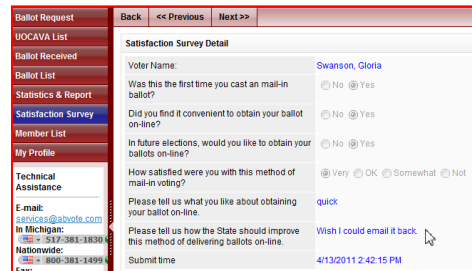 Ballot Request
UOCAVA List
Ballot Received
Ballot List
Statistics & Report
Satisfaction Survey
Member List
My Profile
Technical
Assistance
E-mail:
services@abvote.com
In Michigan:
517-381-1830
Nationwide:
800-381-1499
Fax:
Back << Previous Next >>
Satisfaction Survey Detail
Voter Name: Swanson, Gloria
Was this the first time you cast an mail-in No Yes
ballot?
Did you find it convenient to obtain your ballot No Yes
on-line?
In future elections, would you like to obtain your No Yes
ballots on-line?
How satisfied were you with this method of Very OK Somewhat Not
mail-in voting?
Please tell us what you like about obtaining quick
your ballot on-line.
Please tell us how the State should improve Wish I could email it back.
this method of delivering ballots on-line.
Submit time 4/13/2011 2:42:15 PM